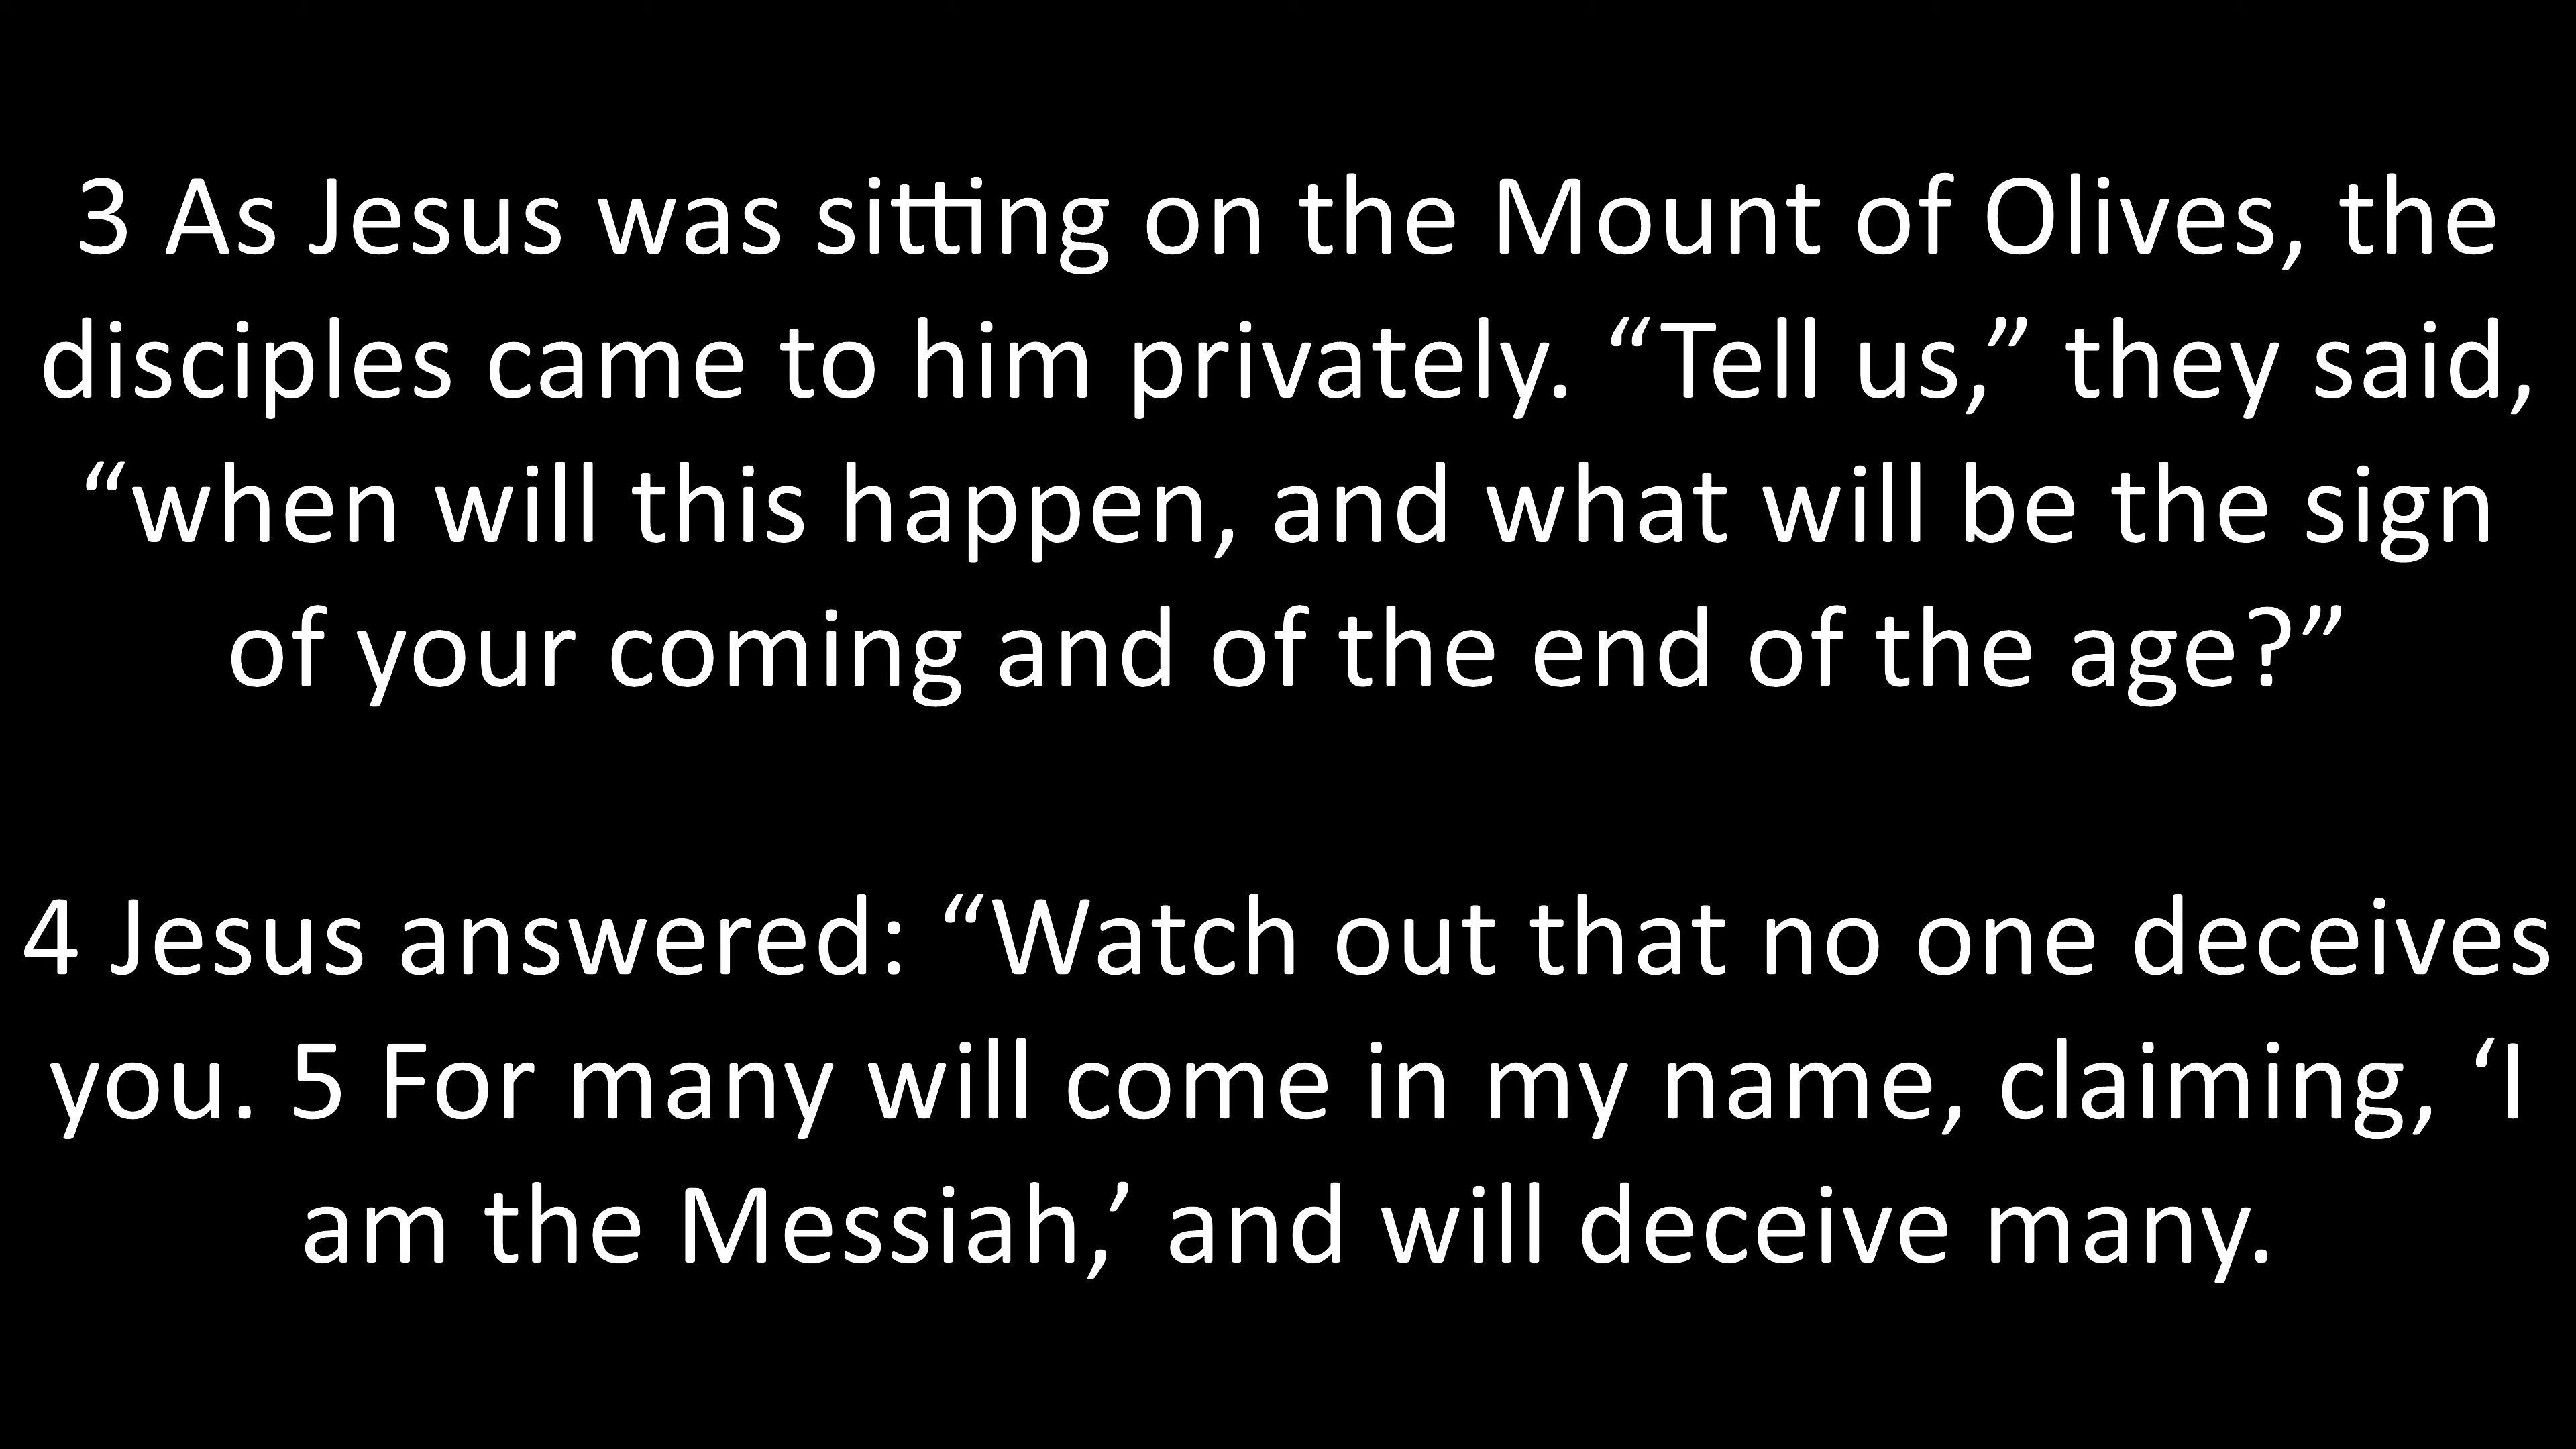 3 As Jesus was sitting on the Mount of Olives, the
disciples came to him privately. “Tell us,” they said,
“when will this happen, and what will be the sign
of your coming and of the end of the age?”
4 Jesus answered: “Watch out that no one deceives
you. 5 For many will come in my name, claiming, ‘I
am the Messiah,’ and will deceive many.